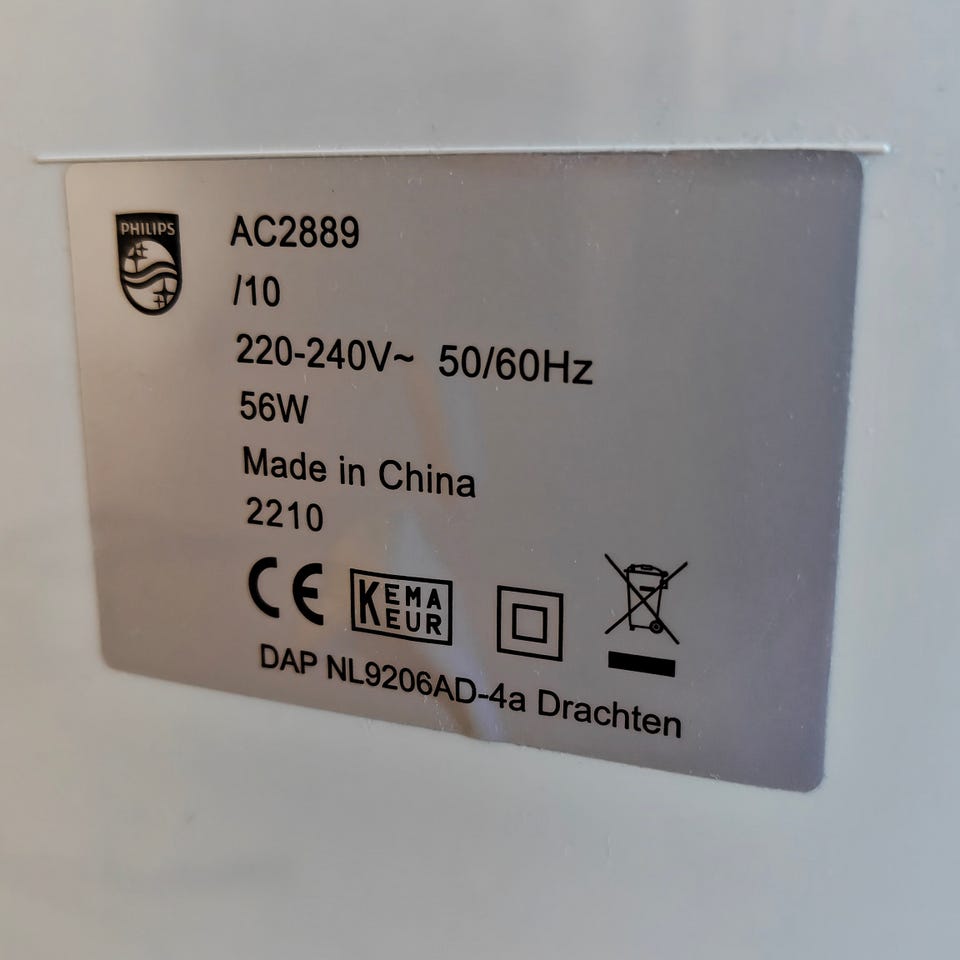 PHILIPS
AC2889
/10
220-240V~ 50/60Hz
56W
Made in China
2210
CE KEMA
KEUR
DAP NL9206AD-4a Drachten